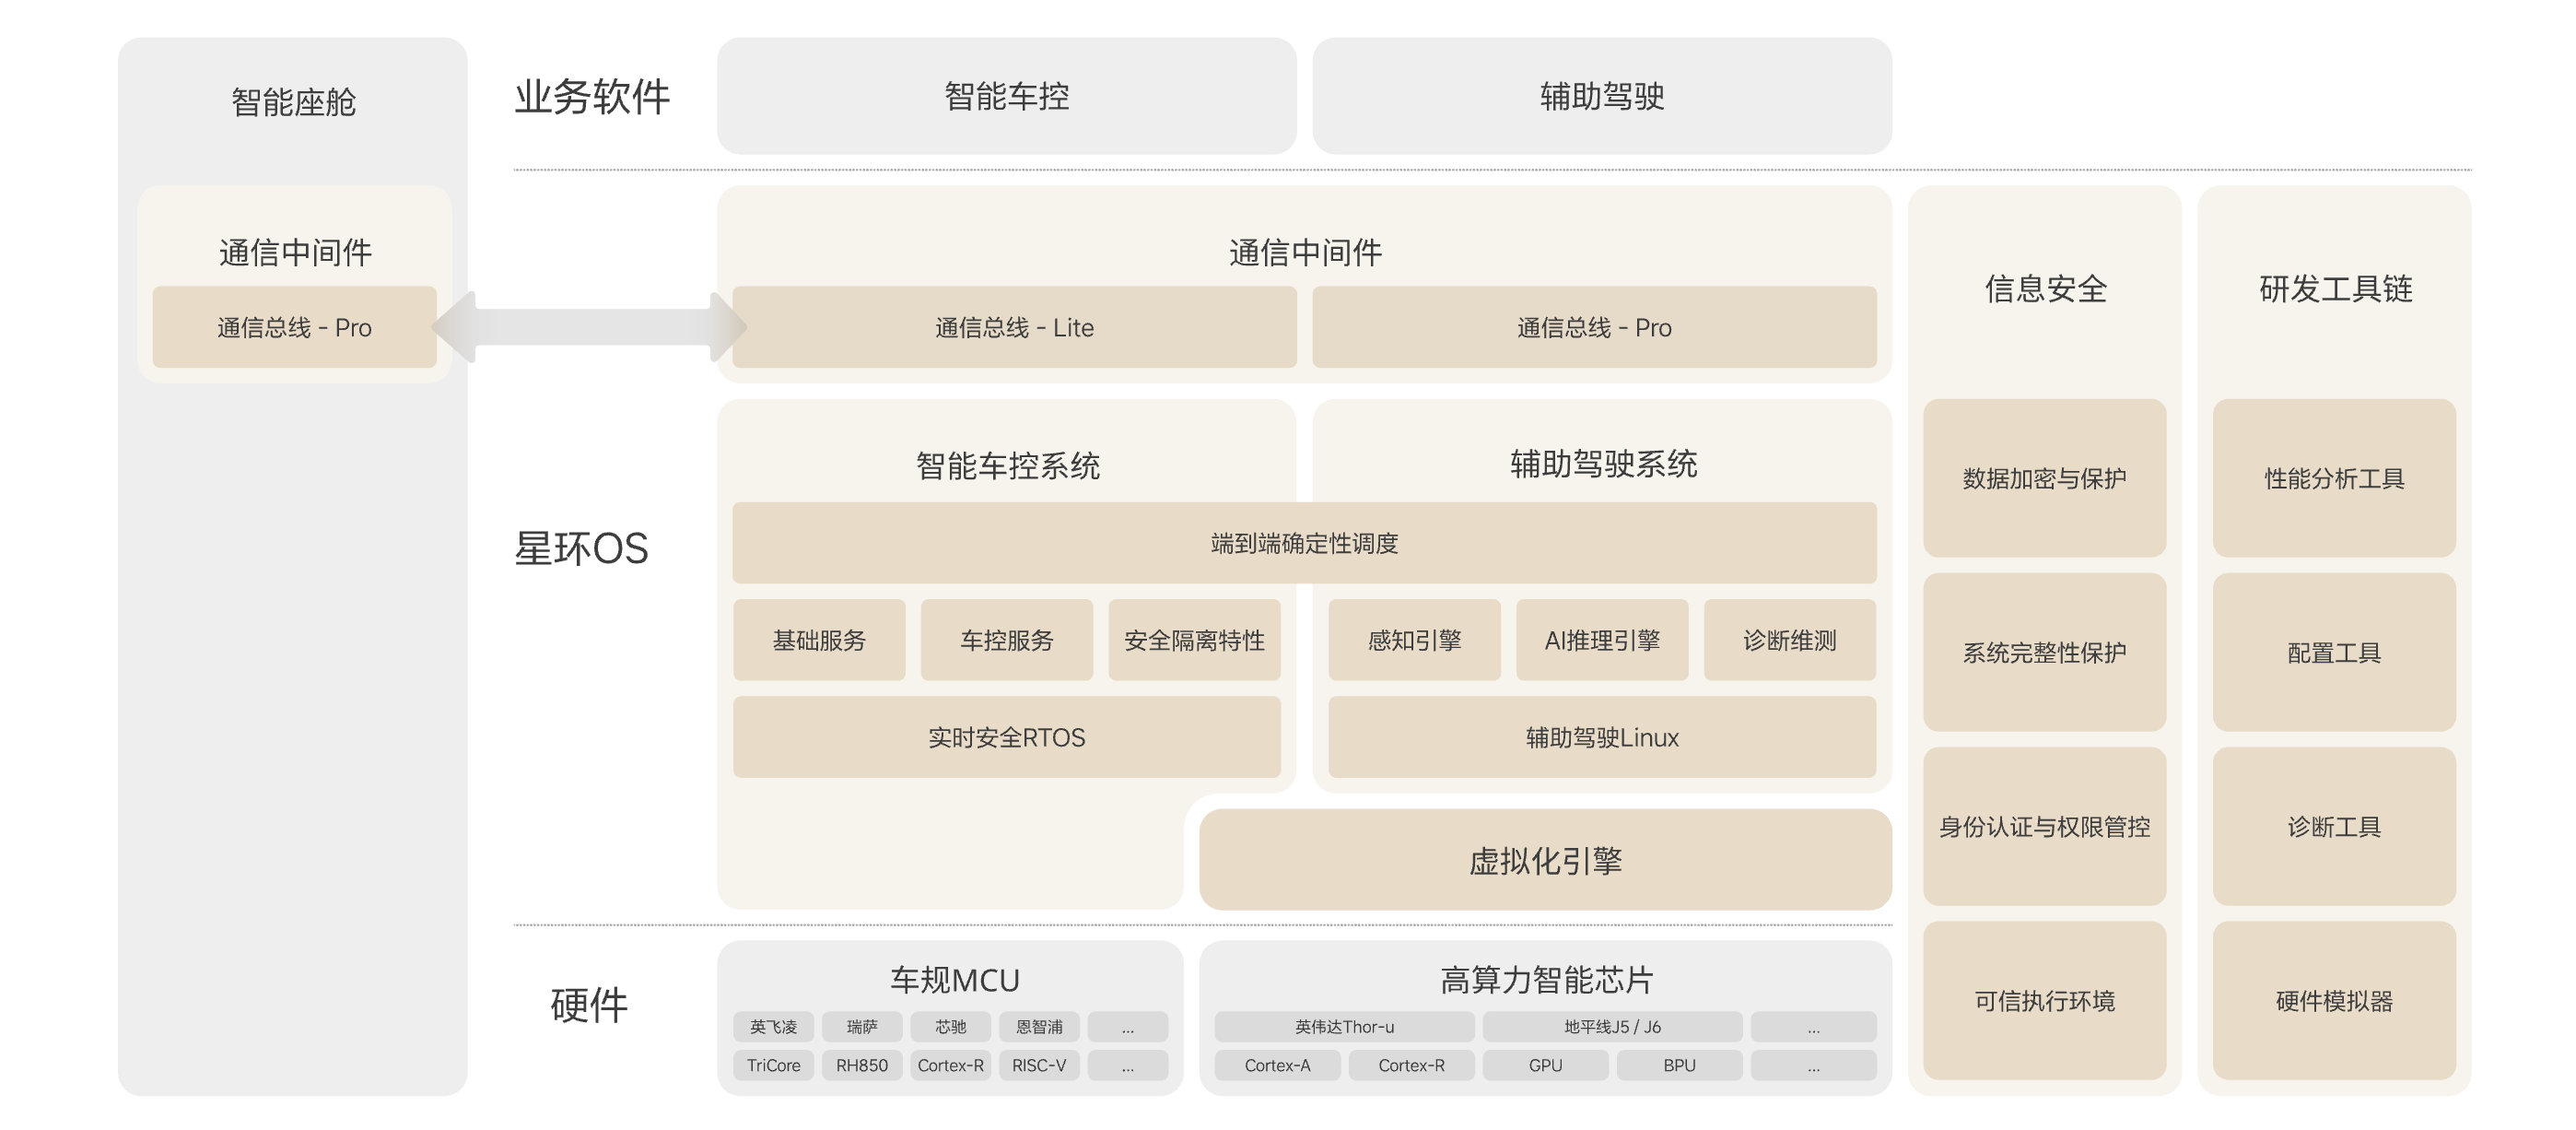 智能座舱
通信中间件
通信总线 - Pro
业务软件
智能车控
辅助驾驶
星环OS
通信中间件
通信总线 - Lite
通信总线 - Pro
智能车控系统
辅助驾驶系统
端到端确定性调度
基础服务
车控服务
安全隔离特性
感知引擎
AI推理引擎
诊断维测
实时安全RTOS
辅助驾驶Linux
虚拟化引擎
硬件
车规MCU
英飞凌
瑞萨
芯驰
恩智浦
...
TriCore
RH850
Cortex-R
RISC-V
...
高算力智能芯片
英伟达Thor-u
地平线J5 / J6
...
Cortex-A
Cortex-R
GPU
BPU
...
信息安全
数据加密与保护
系统完整性保护
身份认证与权限管控
可信执行环境
研发工具链
性能分析工具
配置工具
诊断工具
硬件模拟器